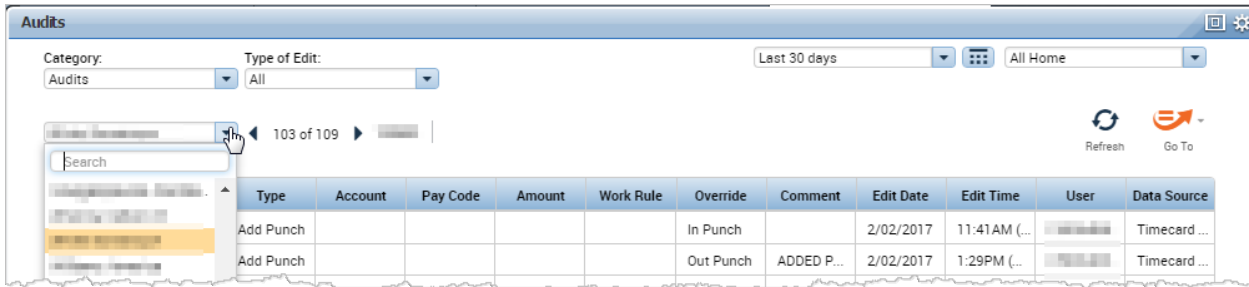 Audits
Category: Type of Edit:
Audits All Last 30 days All Home
103 of 109
Refresh Go To
Search
Type Account Pay Code Amount Work Rule Override Comment Edit Date Edit Time User Data Source
Add Punch In Punch 2/02/2017 11:41AM (... Timecard ...
Add Punch Out Punch ADDED P... 2/02/2017 1:29PM (... Timecard ...